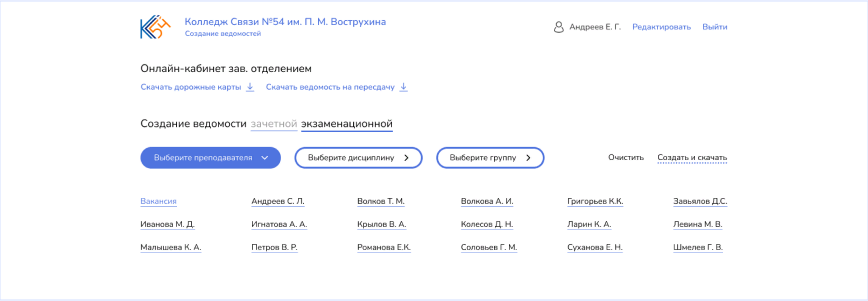 Колледж Связи №54 им. П. М. Вострухина
Создание ведомостей
Андреев Е. Г. Редактировать Выйти
Онлайн-кабинет зав. отделением
Скачать дорожные карты Скачать ведомость на пересдачу
Создание ведомости зачетной экзаменационной
Выберите преподавателя Выберите дисциплину Выберите группу Очистить Создать и скачать
Вакансия Андреев С. Л. Волков Т. М. Волкова А. И. Григорьев К.К. Завьялов Д.С.
Иванова М. Д. Игнатова А. А. Крылов В. А. Колесов Д. Н. Ларин К. А. Левина М. В.
Малышева К. А. Петров В. Р. Романова Е.К. Соловьев Г. М. Суханова Е. Н. Шмелев Г. В.